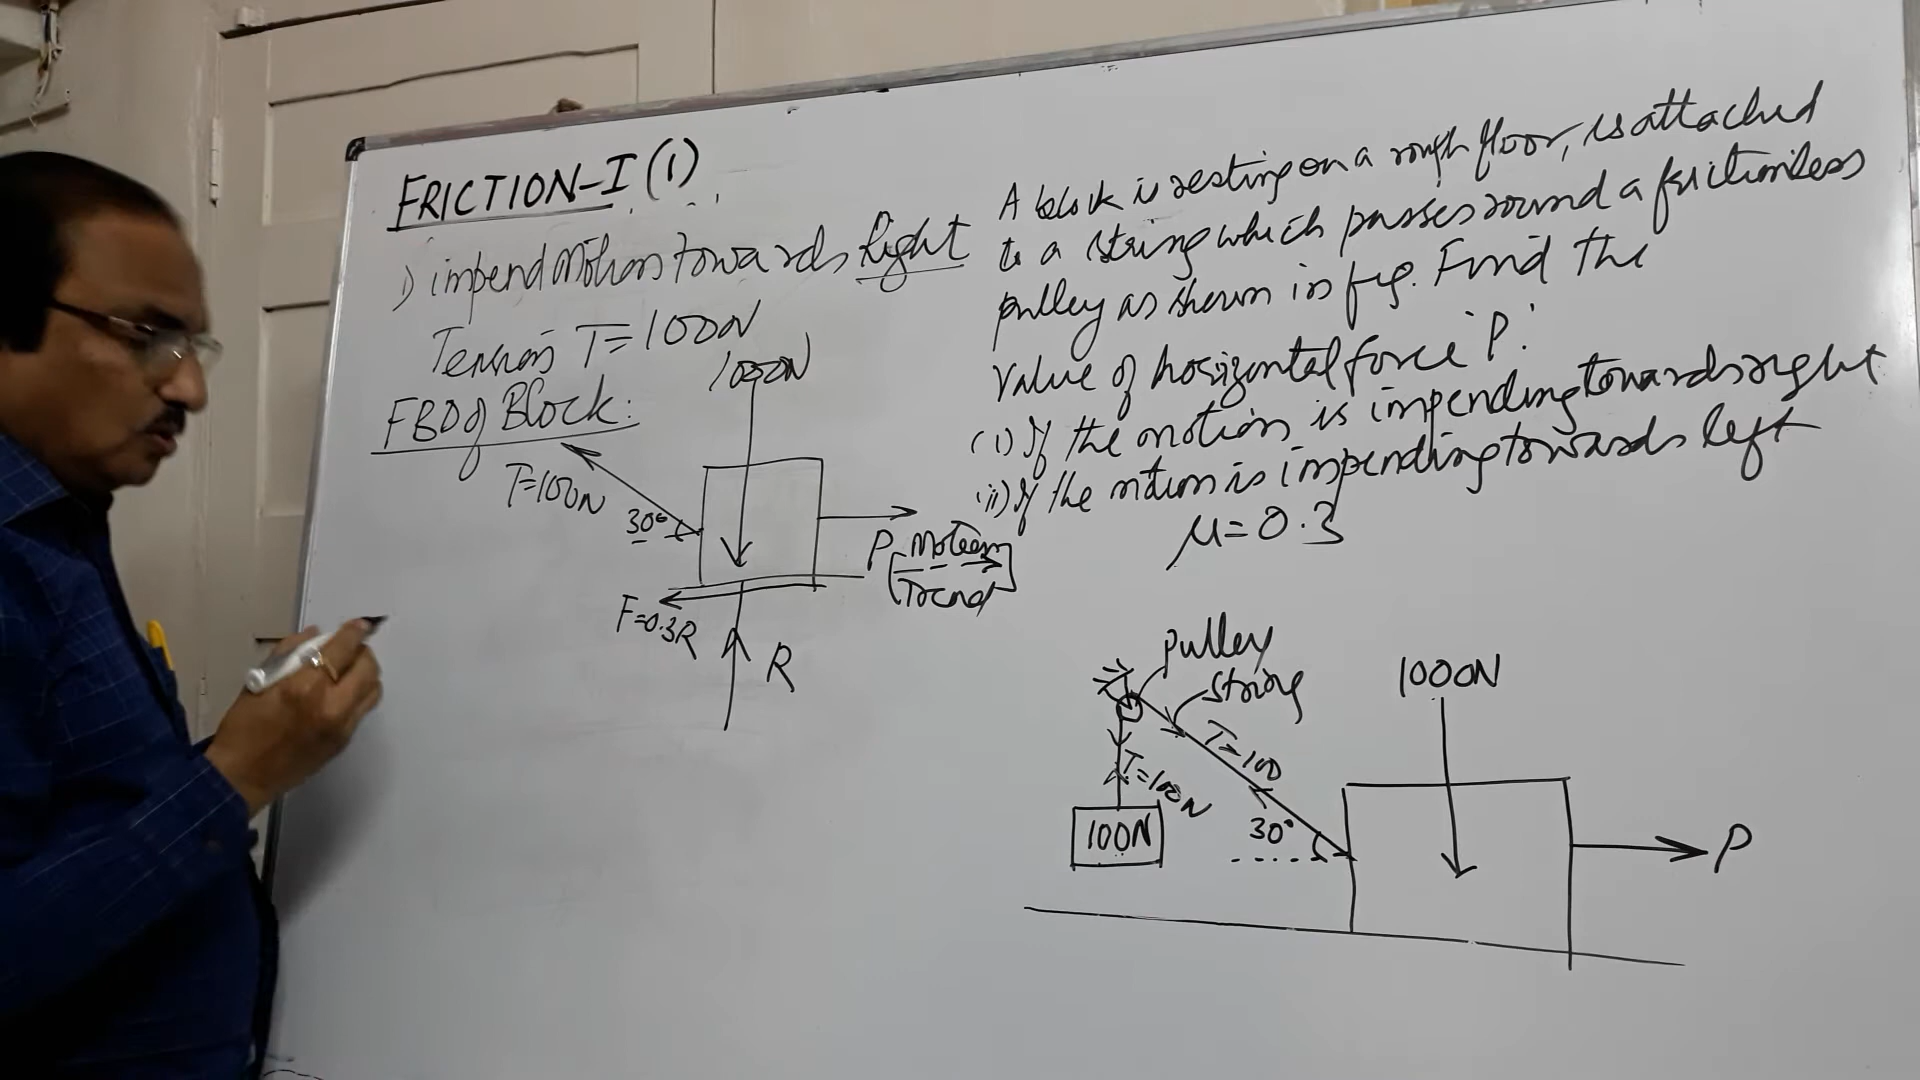 FRICTION-I (1)
1) impend Motion towards Right
Tension T = 100N
FBD of Block:
1000N
T=100N
30°
P
Motion
Trend
F=0.3R
R
A block is resting on a rough floor, is attached
to a string which passes round a frictionless
pulley as shown in fig. Find the
value of horizontal force 'P'.
(i) If the motion is impending towards right
(ii) If the motion is impending towards left
μ=0.3
pulley
string
1000N
T=100
T=100N
100N
30°
P